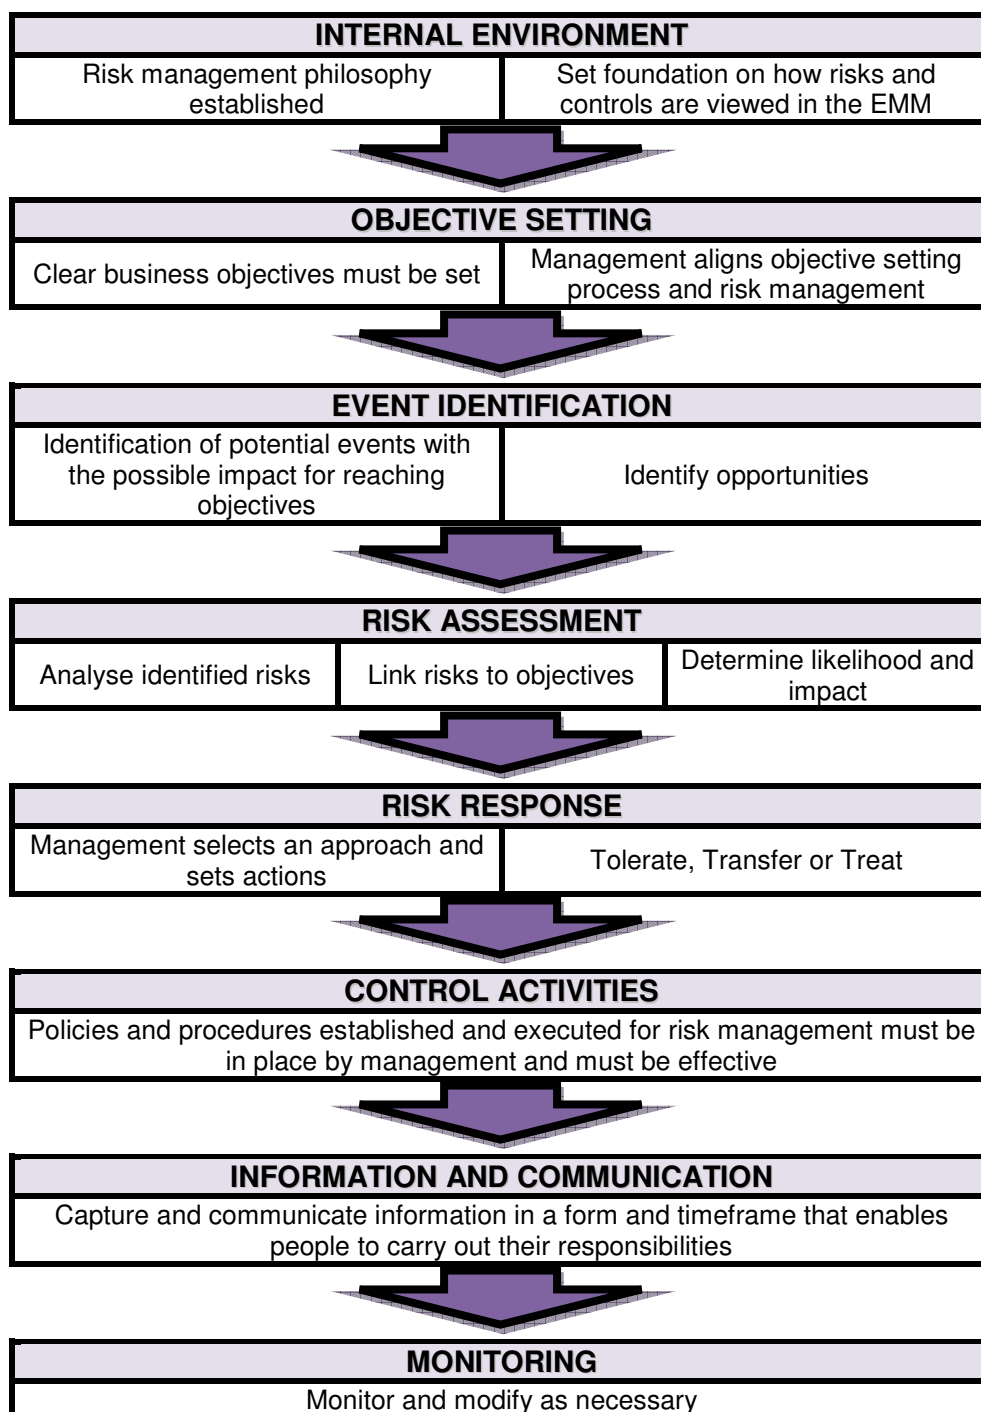 INTERNAL ENVIRONMENT
Risk management philosophy
established
Set foundation on how risks and
controls are viewed in the EMM
OBJECTIVE SETTING
Clear business objectives must be set
Management aligns objective setting
process and risk management
EVENT IDENTIFICATION
Identification of potential events with
the possible impact for reaching
objectives
Identify opportunities
RISK ASSESSMENT
Analyse identified risks
Link risks to objectives
Determine likelihood and
impact
RISK RESPONSE
Management selects an approach and
sets actions
Tolerate, Transfer or Treat
CONTROL ACTIVITIES
Policies and procedures established and executed for risk management must be
in place by management and must be effective
INFORMATION AND COMMUNICATION
Capture and communicate information in a form and timeframe that enables
people to carry out their responsibilities
MONITORING
Monitor and modify as necessary